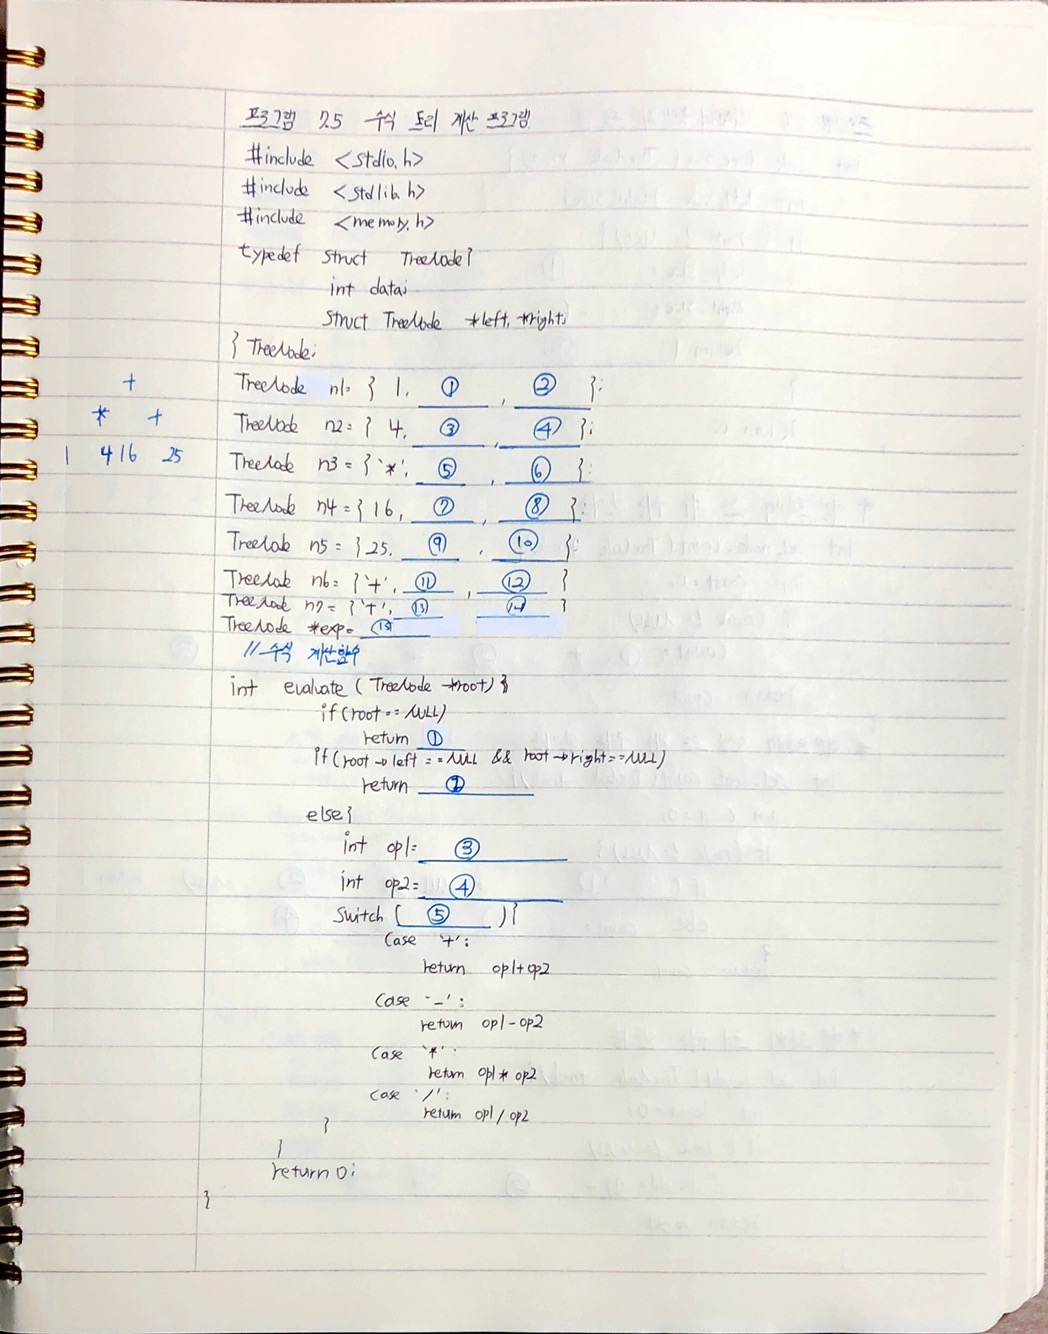 프로그램 7.5 수식 트리 계산 프로그램
#include <stdio.h>
#include <stdlib.h>
#include <memory.h>
typedef struct TreeNode{
int data;
struct TreeNode *left, *right;
} TreeNode;
+
TreeNode n1= { 1, ①, ② };
* +
TreeNode n2= { 4, ③, ④ };
1 4 16 25
TreeNode n3 = {'*', ⑤, ⑥ };
TreeNode n4 = {16, ⑦, ⑧ };
TreeNode n5 = {25, ⑨, ⑩ };
TreeNode n6= {'+', ⑪, ⑫ }
TreeNode n7= {'+', ⑬ ⑭ }
TreeNode *exp= ⑮
// 수식 계산함수
int evaluate (TreeNode *root) {
if(root == NULL)
return ①
if(root→left == NULL && root→right==NULL)
return ②
else{
int op1= ③
int op2= ④
switch ( ⑤ ){
case '+':
return op1+op2
case '-':
return op1-op2
case '*':
return op1*op2
case '/':
return op1/op2
}
}
return 0;
}